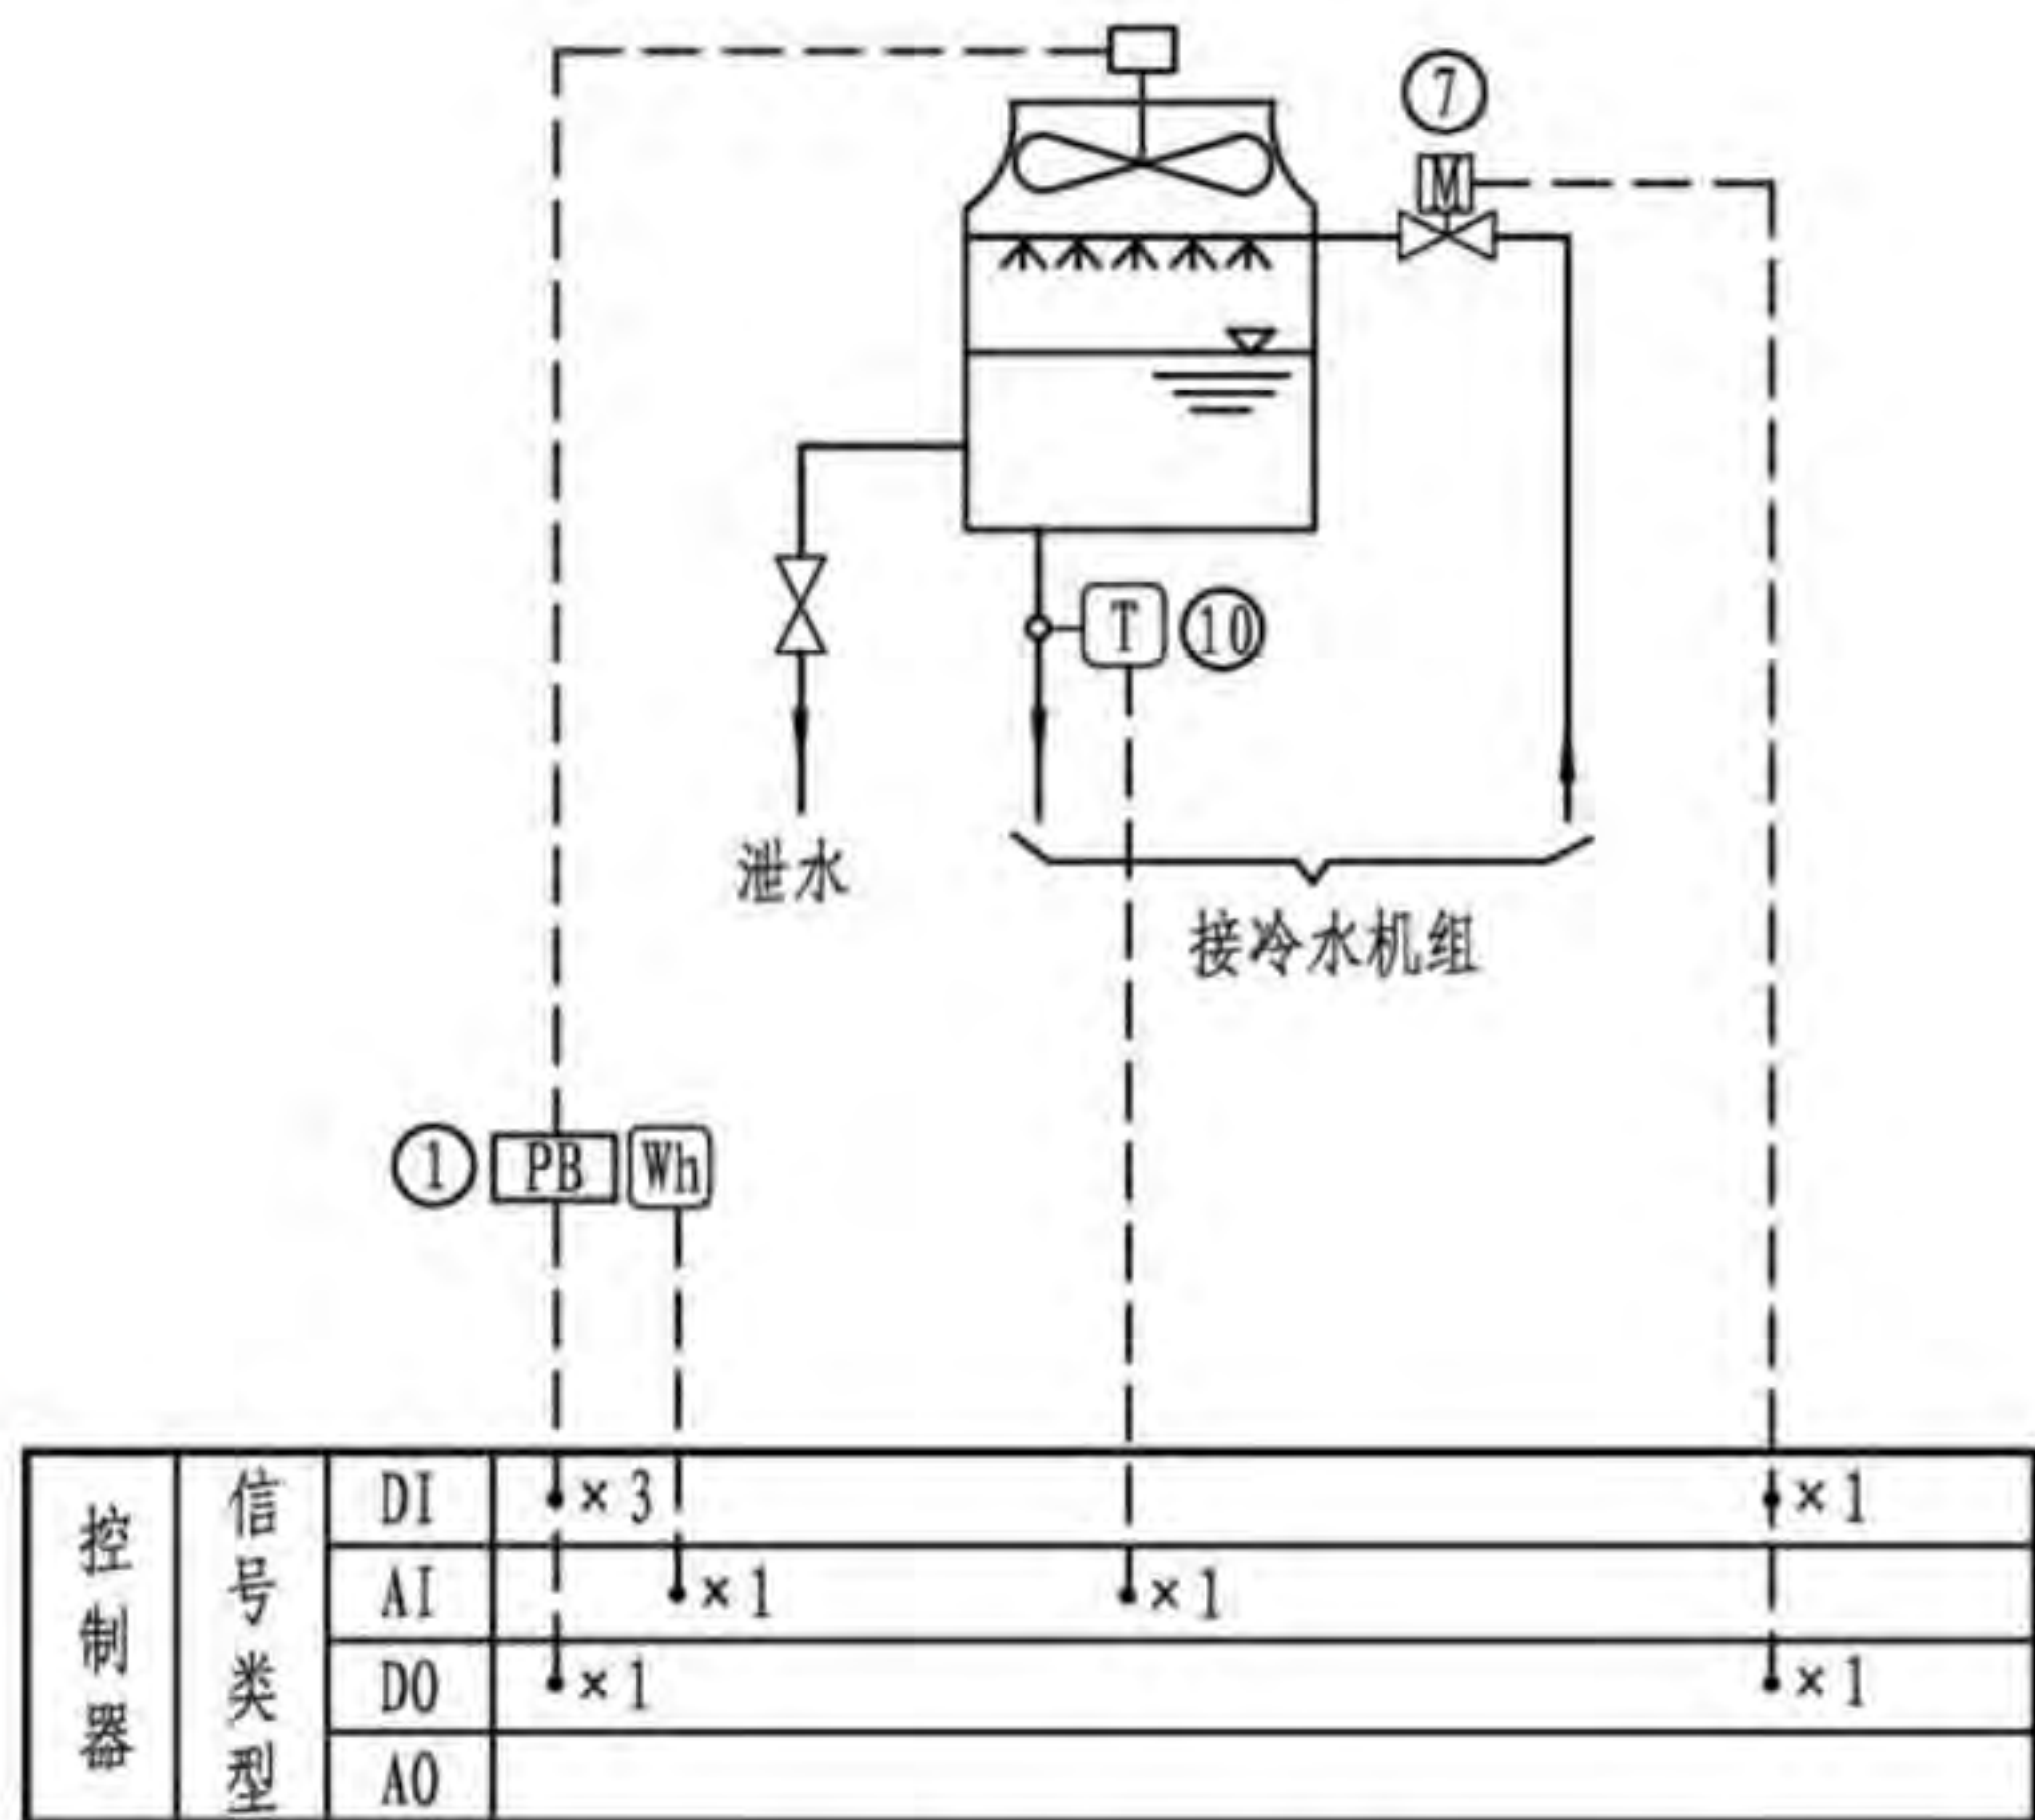 ⑦
M
T ⑩
泄水
接冷水机组
① PB Wh
控制器
信号类型
DI ×3 ×1
AI ×1 ×1
DO ×1 ×1
AO